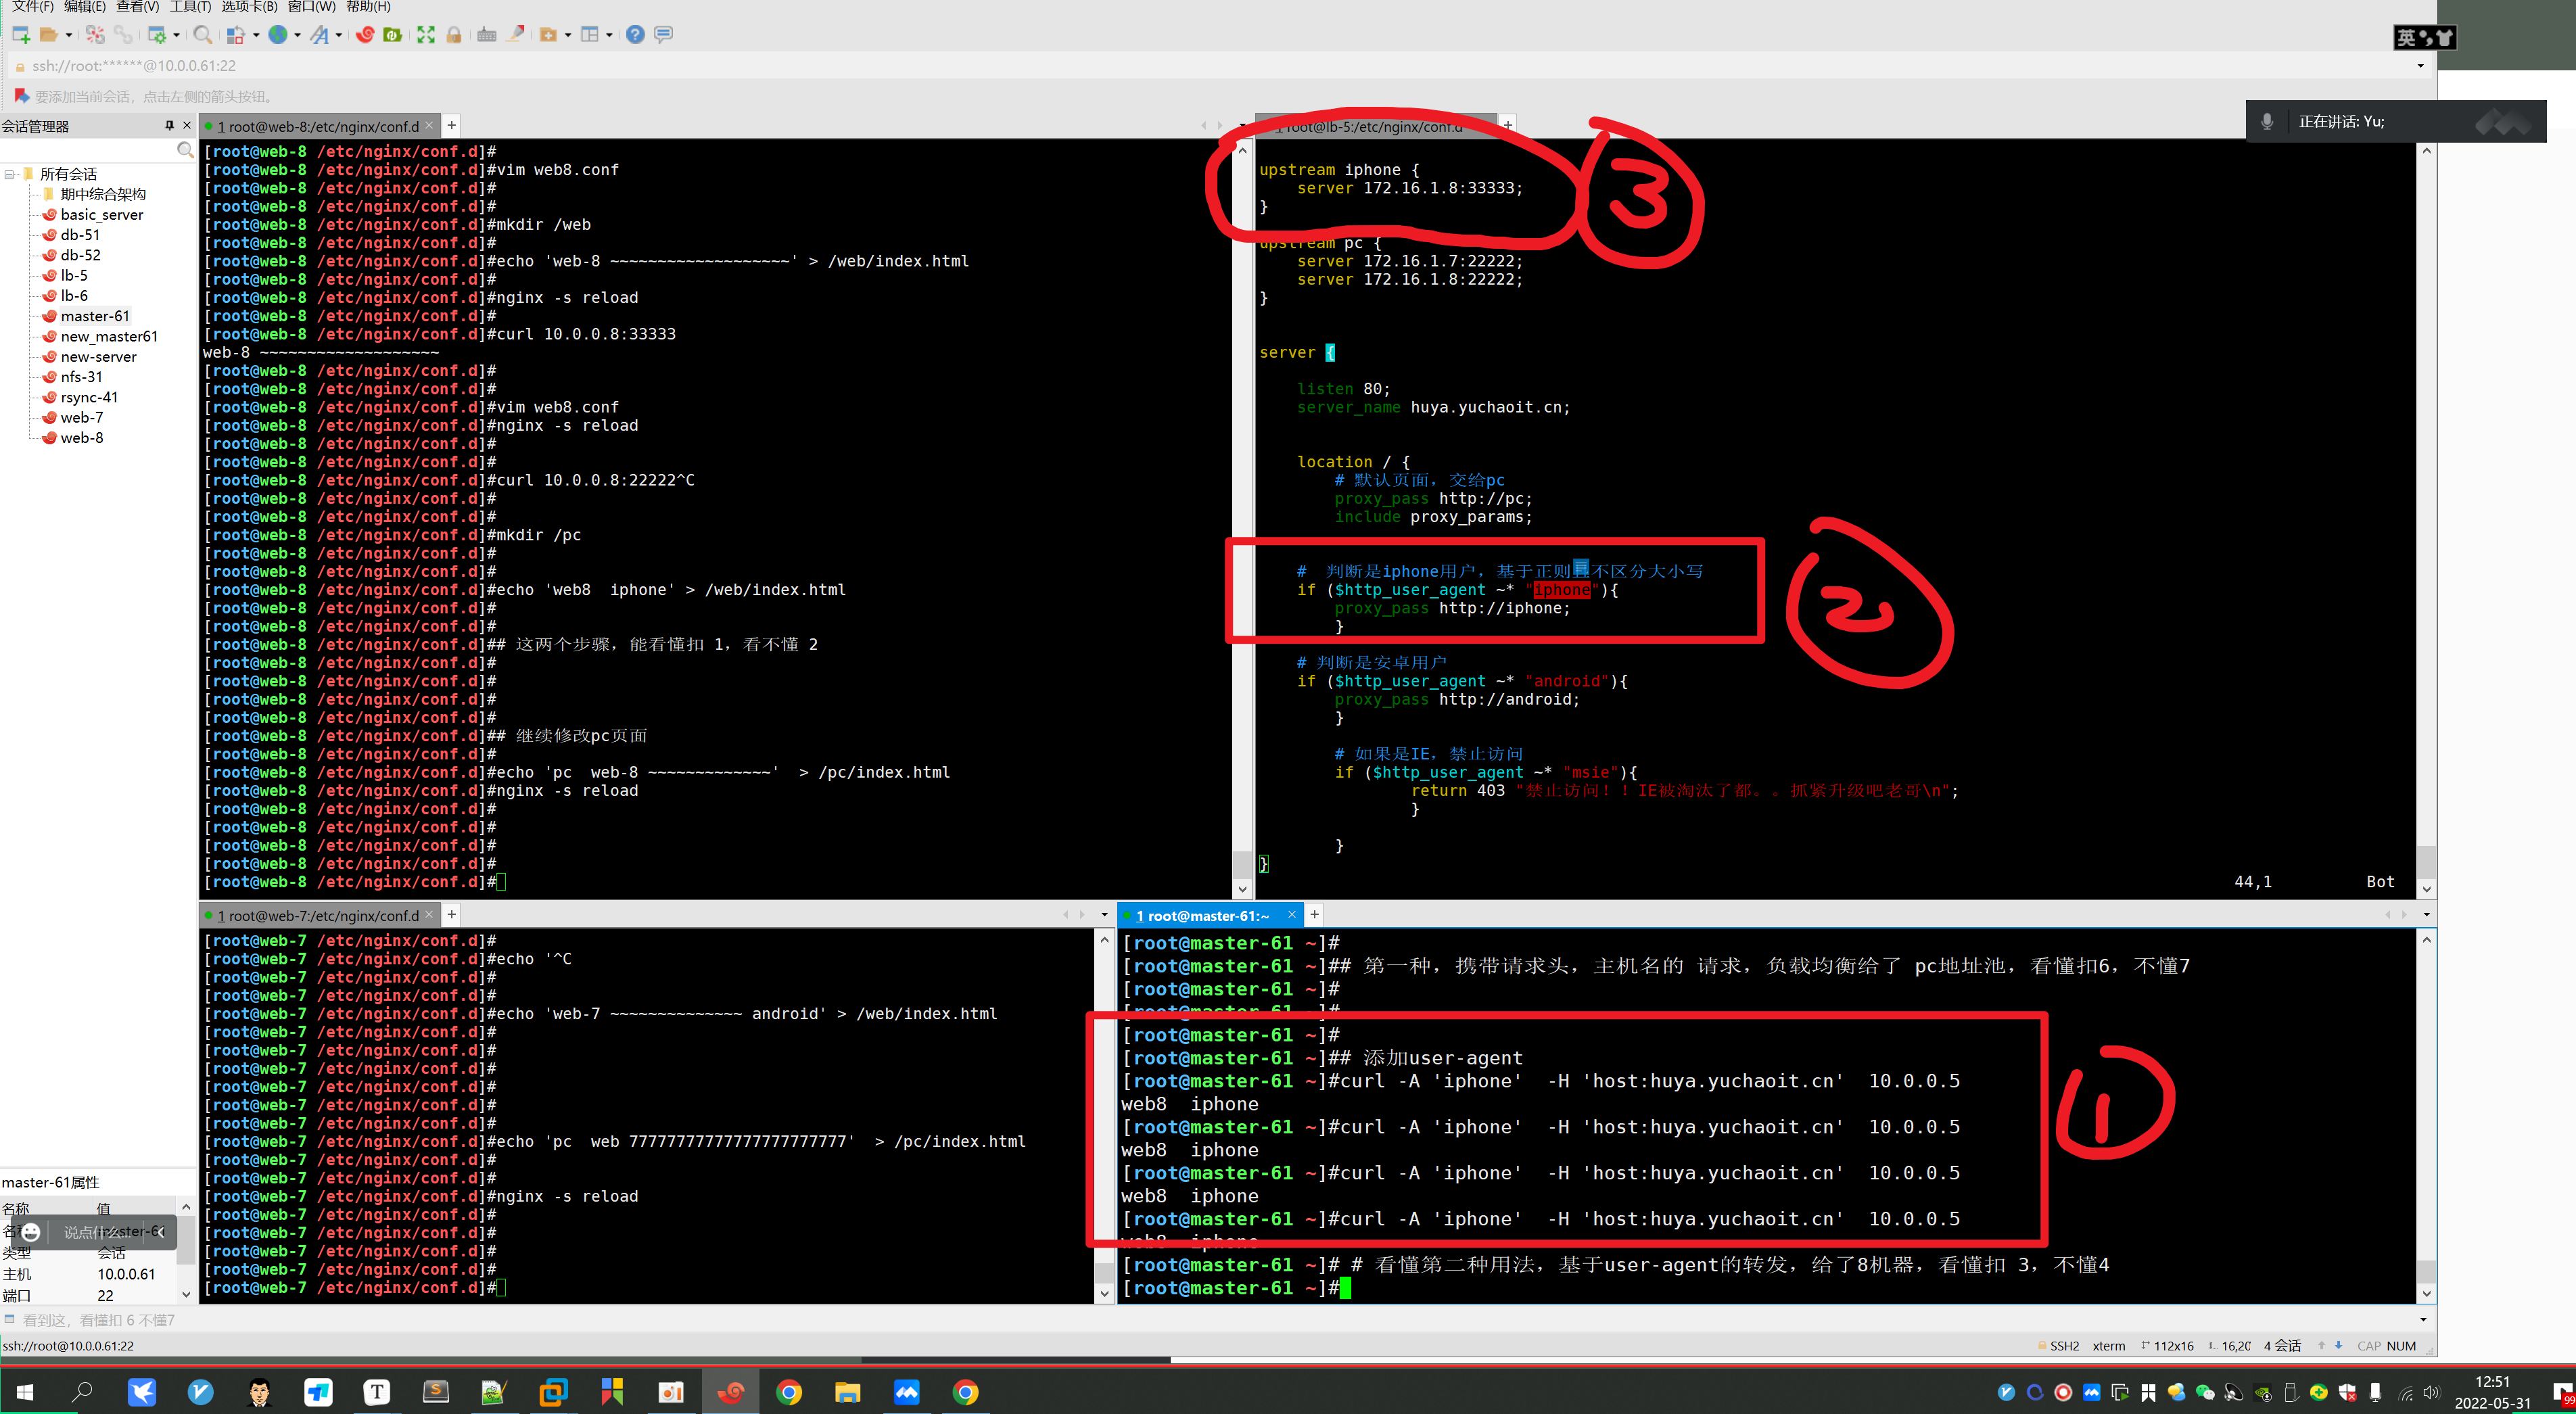 文件(F) 编辑(E) 查看(V) 工具(T) 选项卡(B) 窗口(W) 帮助(H)
英
ssh://root:******@10.0.0.61:22
要添加当前会话，点击左侧的箭头按钮。
正在讲话: Yu;
会话管理器
所有会话
期中综合架构
basic_server
db-51
db-52
lb-5
lb-6
master-61
new_master61
new-server
nfs-31
rsync-41
web-7
web-8
master-61属性
名称 值
名 master-61
说点什么...
类型 会话
主机 10.0.0.61
端口 22
1 root@web-8:/etc/nginx/conf.d
[root@web-8 /etc/nginx/conf.d]#
[root@web-8 /etc/nginx/conf.d]#vim web8.conf
[root@web-8 /etc/nginx/conf.d]#
[root@web-8 /etc/nginx/conf.d]#
[root@web-8 /etc/nginx/conf.d]#mkdir /web
[root@web-8 /etc/nginx/conf.d]#
[root@web-8 /etc/nginx/conf.d]#echo 'web-8 ~~~~~~~~~~~~~~~~~~~' > /web/index.html
[root@web-8 /etc/nginx/conf.d]#
[root@web-8 /etc/nginx/conf.d]#nginx -s reload
[root@web-8 /etc/nginx/conf.d]#
[root@web-8 /etc/nginx/conf.d]#curl 10.0.0.8:33333
web-8 ~~~~~~~~~~~~~~~~~~~
[root@web-8 /etc/nginx/conf.d]#
[root@web-8 /etc/nginx/conf.d]#
[root@web-8 /etc/nginx/conf.d]#vim web8.conf
[root@web-8 /etc/nginx/conf.d]#nginx -s reload
[root@web-8 /etc/nginx/conf.d]#
[root@web-8 /etc/nginx/conf.d]#
[root@web-8 /etc/nginx/conf.d]#curl 10.0.0.8:22222^C
[root@web-8 /etc/nginx/conf.d]#
[root@web-8 /etc/nginx/conf.d]#
[root@web-8 /etc/nginx/conf.d]#mkdir /pc
[root@web-8 /etc/nginx/conf.d]#
[root@web-8 /etc/nginx/conf.d]#
[root@web-8 /etc/nginx/conf.d]#echo 'web8  iphone' > /web/index.html
[root@web-8 /etc/nginx/conf.d]#
[root@web-8 /etc/nginx/conf.d]#
[root@web-8 /etc/nginx/conf.d]## 这两个步骤，能看懂扣 1，看不懂 2
[root@web-8 /etc/nginx/conf.d]#
[root@web-8 /etc/nginx/conf.d]#
[root@web-8 /etc/nginx/conf.d]#
[root@web-8 /etc/nginx/conf.d]#
[root@web-8 /etc/nginx/conf.d]## 继续修改pc页面
[root@web-8 /etc/nginx/conf.d]#
[root@web-8 /etc/nginx/conf.d]#echo 'pc  web-8 ~~~~~~~~~~~~~'  > /pc/index.html
[root@web-8 /etc/nginx/conf.d]#nginx -s reload
[root@web-8 /etc/nginx/conf.d]#
[root@web-8 /etc/nginx/conf.d]#
[root@web-8 /etc/nginx/conf.d]#
[root@web-8 /etc/nginx/conf.d]#
[root@web-8 /etc/nginx/conf.d]#
1 root@lb-5:/etc/nginx/conf.d
upstream iphone {
server 172.16.1.8:33333;
}
3
upstream pc {
server 172.16.1.7:22222;
server 172.16.1.8:22222;
}
server {
listen 80;
server_name huya.yuchaoit.cn;
location / {
# 默认页面，交给pc
proxy_pass http://pc;
include proxy_params;
# 判断是iphone用户，基于正则且不区分大小写
if ($http_user_agent ~* "iphone"){
proxy_pass http://iphone;
}
2
# 判断是安卓用户
if ($http_user_agent ~* "android"){
proxy_pass http://android;
}
# 如果是IE，禁止访问
if ($http_user_agent ~* "msie"){
return 403 "禁止访问！！IE被淘汰了都。。抓紧升级吧老哥\n";
}
}
}
44,1 Bot
1 root@web-7:/etc/nginx/conf.d
[root@web-7 /etc/nginx/conf.d]#
[root@web-7 /etc/nginx/conf.d]#echo '^C
[root@web-7 /etc/nginx/conf.d]#
[root@web-7 /etc/nginx/conf.d]#
[root@web-7 /etc/nginx/conf.d]#echo 'web-7 ~~~~~~~~~~~~~~ android' > /web/index.html
[root@web-7 /etc/nginx/conf.d]#
[root@web-7 /etc/nginx/conf.d]#
[root@web-7 /etc/nginx/conf.d]#
[root@web-7 /etc/nginx/conf.d]#
[root@web-7 /etc/nginx/conf.d]#
[root@web-7 /etc/nginx/conf.d]#
[root@web-7 /etc/nginx/conf.d]#echo 'pc  web 77777777777777777777777'  > /pc/index.html
[root@web-7 /etc/nginx/conf.d]#
[root@web-7 /etc/nginx/conf.d]#
[root@web-7 /etc/nginx/conf.d]#nginx -s reload
[root@web-7 /etc/nginx/conf.d]#
[root@web-7 /etc/nginx/conf.d]#
[root@web-7 /etc/nginx/conf.d]#
[root@web-7 /etc/nginx/conf.d]#
[root@web-7 /etc/nginx/conf.d]#
1 root@master-61:~
[root@master-61 ~]#
[root@master-61 ~]## 第一种，携带请求头，主机名的 请求，负载均衡给了 pc地址池，看懂扣6，不懂7
[root@master-61 ~]#
[root@master-61 ~]#
[root@master-61 ~]#
[root@master-61 ~]## 添加user-agent
[root@master-61 ~]#curl -A 'iphone'  -H 'host:huya.yuchaoit.cn'  10.0.0.5
web8  iphone
[root@master-61 ~]#curl -A 'iphone'  -H 'host:huya.yuchaoit.cn'  10.0.0.5
web8  iphone
[root@master-61 ~]#curl -A 'iphone'  -H 'host:huya.yuchaoit.cn'  10.0.0.5
web8  iphone
[root@master-61 ~]#curl -A 'iphone'  -H 'host:huya.yuchaoit.cn'  10.0.0.5
web8  iphone
[root@master-61 ~]# # 看懂第二种用法，基于user-agent的转发，给了8机器，看懂扣 3，不懂4
[root@master-61 ~]#
1
看到这，看懂扣 6 不懂7
ssh://root@10.0.0.61:22
SSH2 xterm 112x16 16,20 4 会话 CAP NUM
12:51
2022-05-31
99